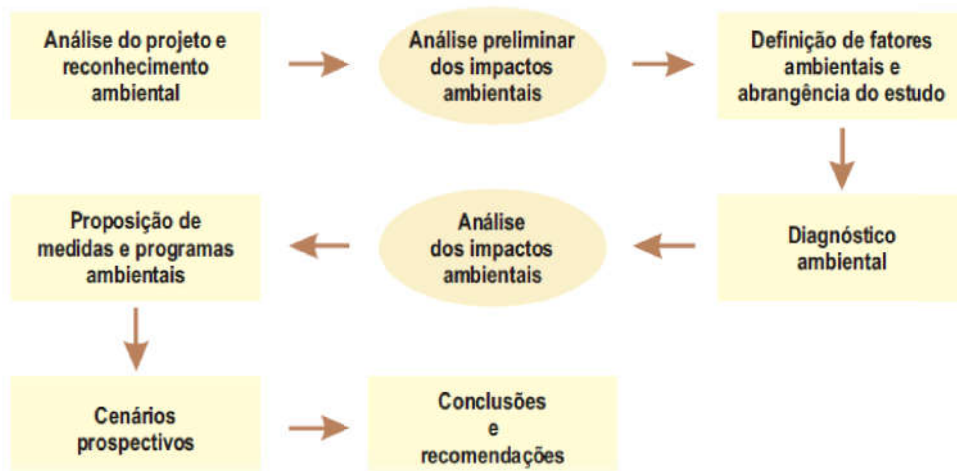 Análise do projeto e
reconhecimento
ambiental
Análise preliminar
dos impactos
ambientais
Definição de fatores
ambientais e
abrangência do estudo
Diagnóstico
ambiental
Análise
dos impactos
ambientais
Proposição de
medidas e programas
ambientais
Cenários
prospectivos
Conclusões
e
recomendações